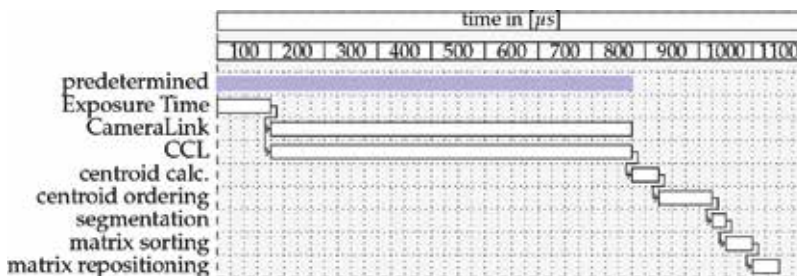 time in [µs]
100 200 300 400 500 600 700 800 900 1000 1100
predetermined
Exposure Time
CameraLink
CCL
centroid calc.
centroid ordering
segmentation
matrix sorting
matrix repositioning